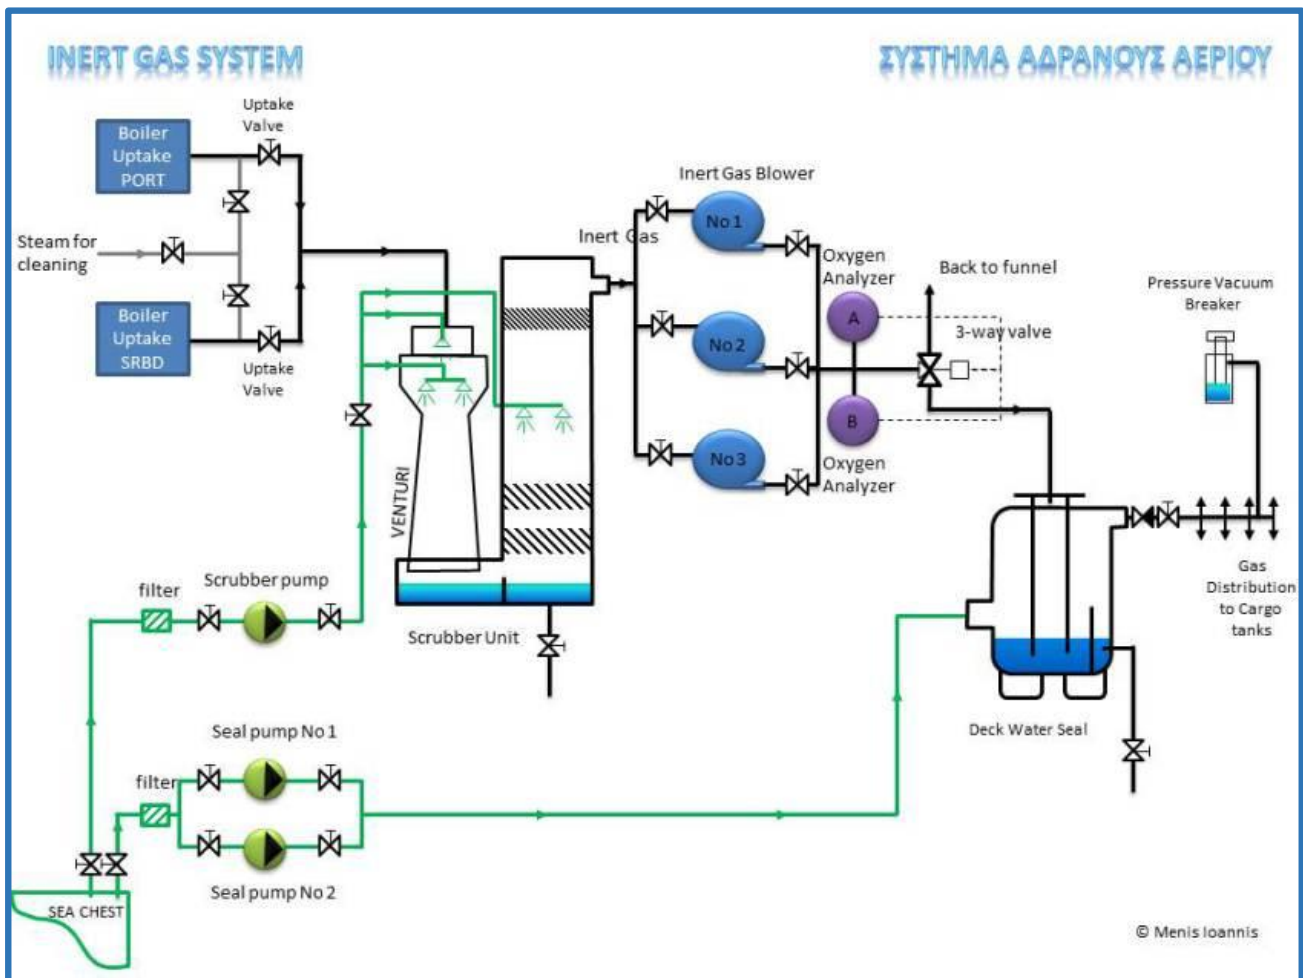 INERT GAS SYSTEM
ΣΥΣΤΗΜΑ ΑΔΡΑΝΟΥΣ ΑΕΡΙΟΥ
Uptake
Valve
Boiler
Uptake
PORT
Steam for
cleaning
Boiler
Uptake
SRBD
Uptake
Valve
Inert Gas Blower
No 1
Inert Gas
No 2
No 3
Oxygen
Analyzer
A
B
Oxygen
Analyzer
Back to funnel
3-way valve
Pressure Vacuum
Breaker
VENTURI
Scrubber pump
filter
Scrubber Unit
Gas
Distribution
to Cargo
tanks
Deck Water Seal
Seal pump No 1
filter
Seal pump No 2
SEA CHEST
© Menis Ioannis